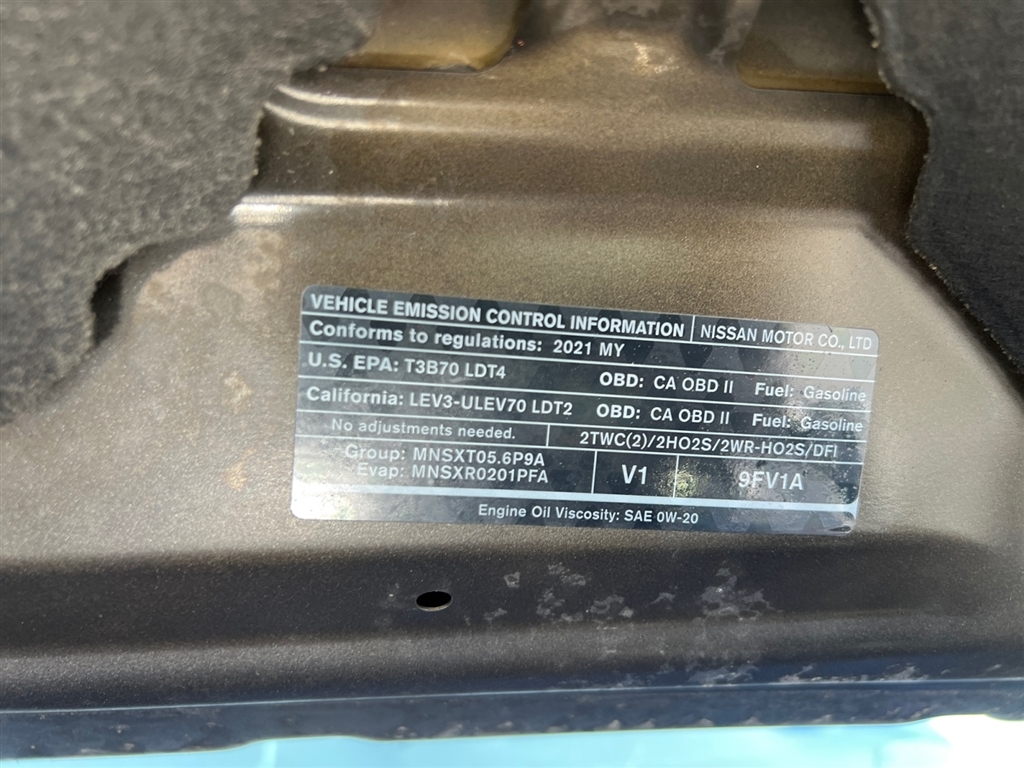 VEHICLE EMISSION CONTROL INFORMATION NISSAN MOTOR CO., LTD
Conforms to regulations: 2021 MY
U.S. EPA: T3B70 LDT4 OBD: CA OBD II Fuel: Gasoline
California: LEV3-ULEV70 LDT2 OBD: CA OBD II Fuel: Gasoline
No adjustments needed. 2TWC(2)/2HO2S/2WR-HO2S/DFI
Group: MNSXT05.6P9A
Evap: MNSXR0201PFA V1 9FV1A
Engine Oil Viscosity: SAE 0W-20